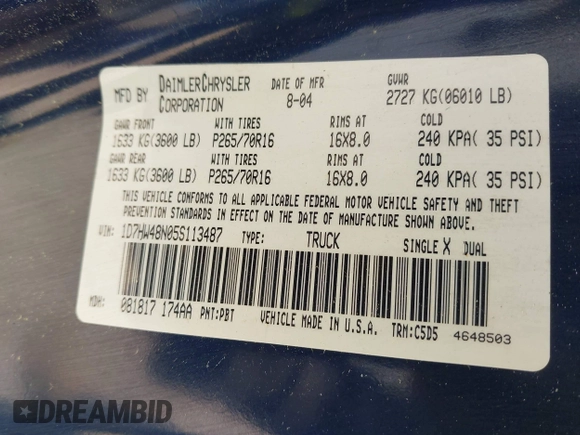 MFD BY DAIMLERCHRYSLER CORPORATION DATE OF MFR 8-04 GVWR 2727 KG(06010 LB)
GAWR FRONT WITH TIRES RIMS AT COLD
1633 KG(3600 LB) P265/70R16 16X8.0 240 KPA( 35 PSI)
GAWR REAR WITH TIRES RIMS AT COLD
1633 KG(3600 LB) P265/70R16 16X8.0 240 KPA( 35 PSI)
THIS VEHICLE CONFORMS TO ALL APPLICABLE FEDERAL MOTOR VEHICLE SAFETY AND THEFT
PREVENTION STANDARDS IN EFFECT ON THE DATE OF MANUFACTURE SHOWN ABOVE.
VIN: 1D7HW48N05S113487 TYPE: TRUCK SINGLE X DUAL
MDH: 081817 174AA PNT:PBT VEHICLE MADE IN U.S.A. TRM:C5D5 4648503
DREAMBID